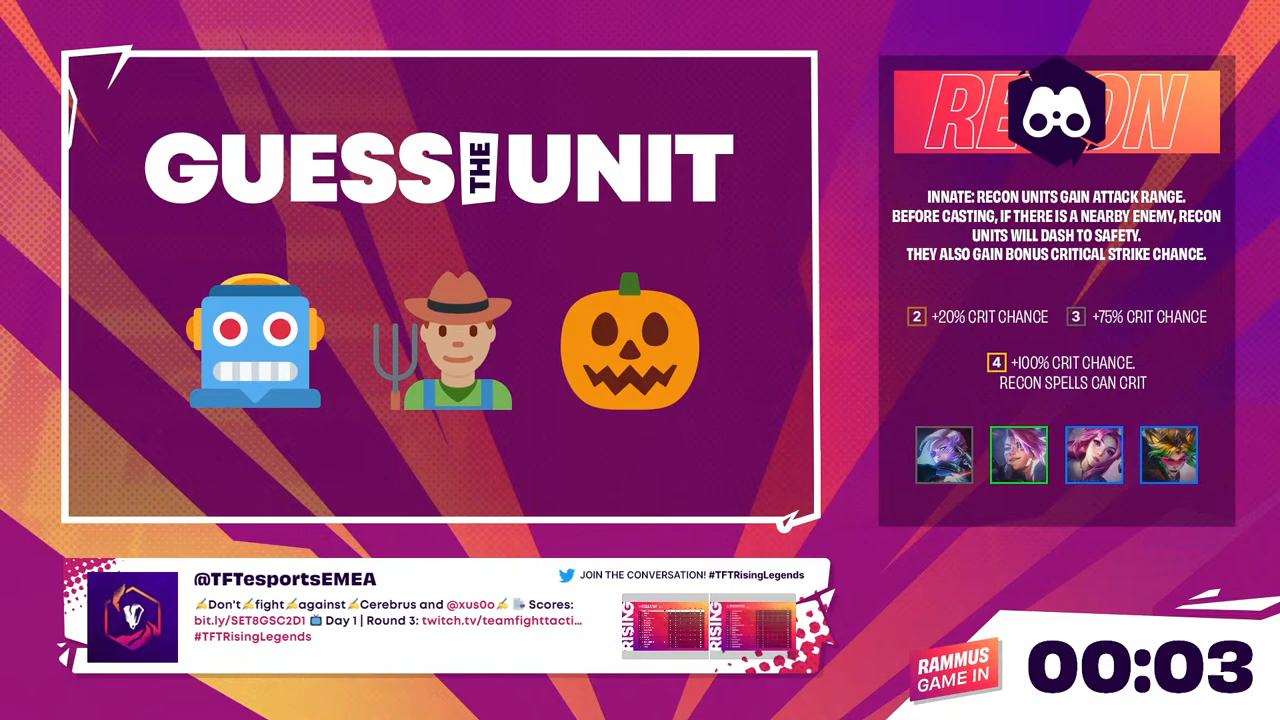 GUESS THE UNIT
RECON
INNATE: RECON UNITS GAIN ATTACK RANGE.
BEFORE CASTING, IF THERE IS A NEARBY ENEMY, RECON
UNITS WILL DASH TO SAFETY.
THEY ALSO GAIN BONUS CRITICAL STRIKE CHANCE.
2 +20% CRIT CHANCE 3 +75% CRIT CHANCE
4 +100% CRIT CHANCE.
RECON SPELLS CAN CRIT
@TFTesportsEMEA
JOIN THE CONVERSATION! #TFTRisingLegends
✍Don't✍fight✍against✍Cerebrus and @xus0o✍ Scores:
bit.ly/SET8GSC2D1 📺 Day 1 | Round 3: twitch.tv/teamfighttacti...
#TFTRisingLegends
RISING
RISING
RAMMUS
GAME IN
00:03